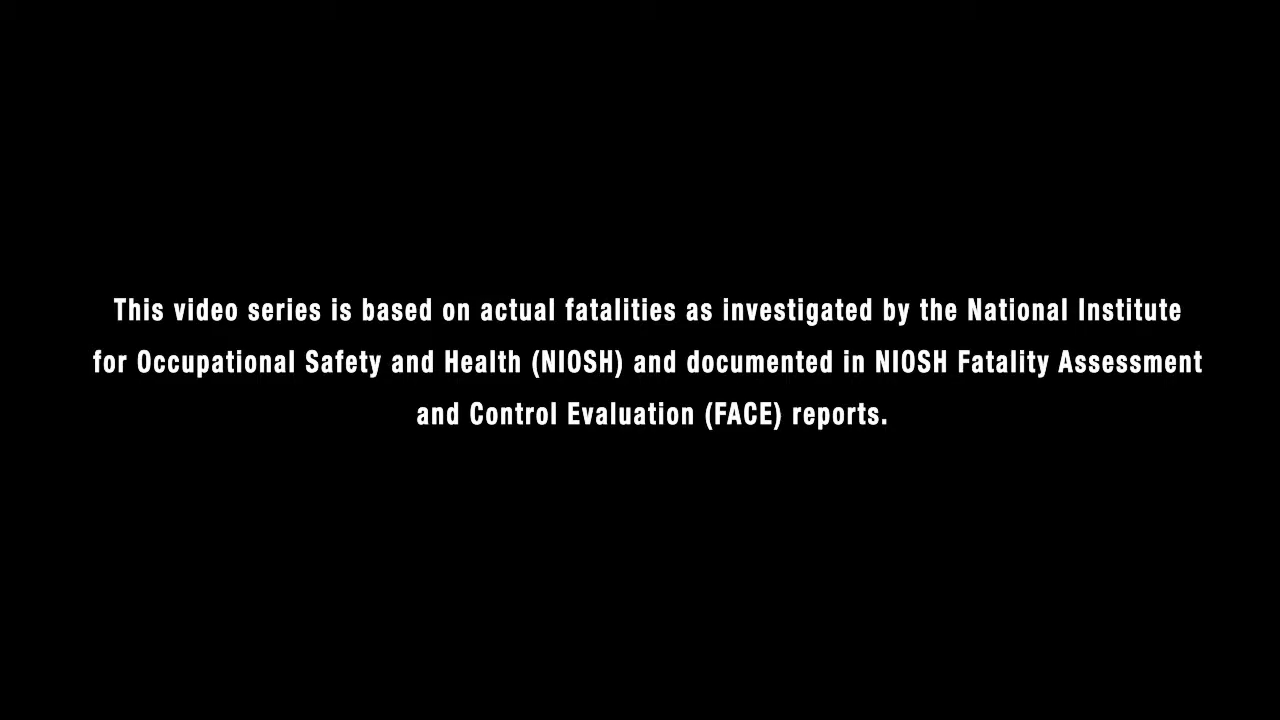 This video series is based on actual fatalities as investigated by the National Institute
for Occupational Safety and Health (NIOSH) and documented in NIOSH Fatality Assessment
and Control Evaluation (FACE) reports.